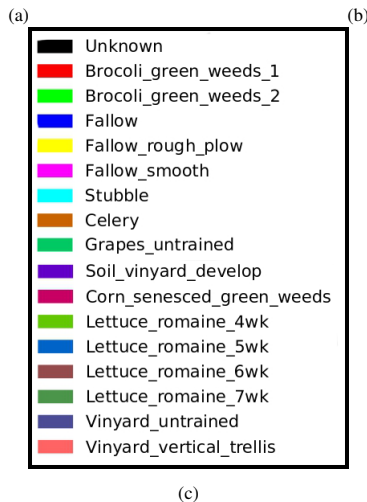 (a) (b)
Unknown
Brocoli_green_weeds_1
Brocoli_green_weeds_2
Fallow
Fallow_rough_plow
Fallow_smooth
Stubble
Celery
Grapes_untrained
Soil_vinyard_develop
Corn_senesced_green_weeds
Lettuce_romaine_4wk
Lettuce_romaine_5wk
Lettuce_romaine_6wk
Lettuce_romaine_7wk
Vinyard_untrained
Vinyard_vertical_trellis
(c)